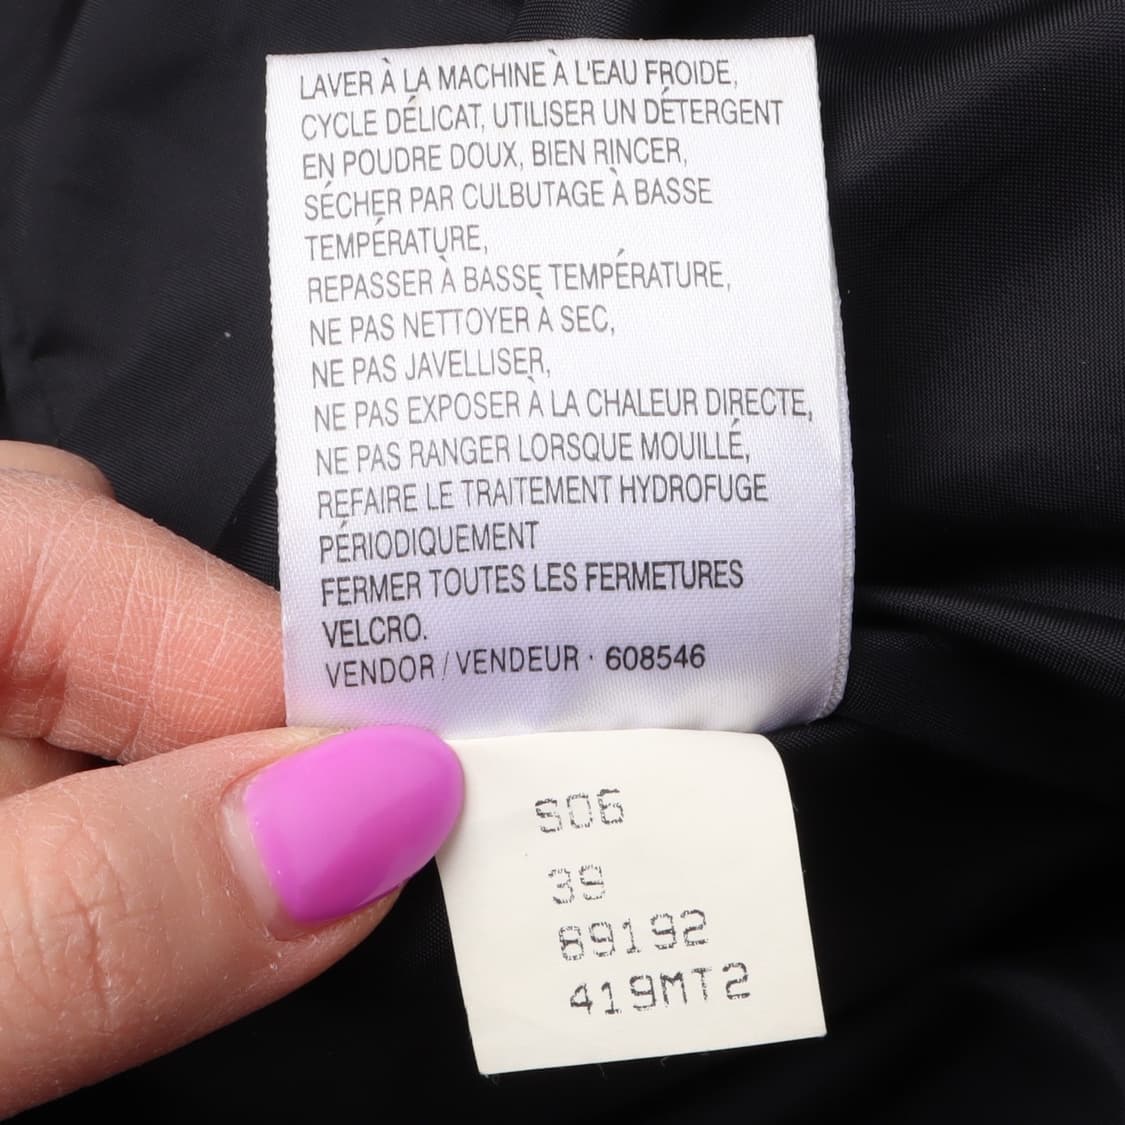 LAVER À LA MACHINE À L'EAU FROIDE,
CYCLE DÉLICAT, UTILISER UN DÉTERGENT
EN POUDRE DOUX, BIEN RINCER,
SÉCHER PAR CULBUTAGE À BASSE
TEMPÉRATURE,
REPASSER À BASSE TEMPÉRATURE,
NE PAS NETTOYER À SEC,
NE PAS JAVELLISER,
NE PAS EXPOSER À LA CHALEUR DIRECTE,
NE PAS RANGER LORSQUE MOUILLÉ,
REFAIRE LE TRAITEMENT HYDROFUGE
PÉRIODIQUEMENT
FERMER TOUTES LES FERMETURES
VELCRO.
VENDOR / VENDEUR · 608546
S06
39
69192
419MT2